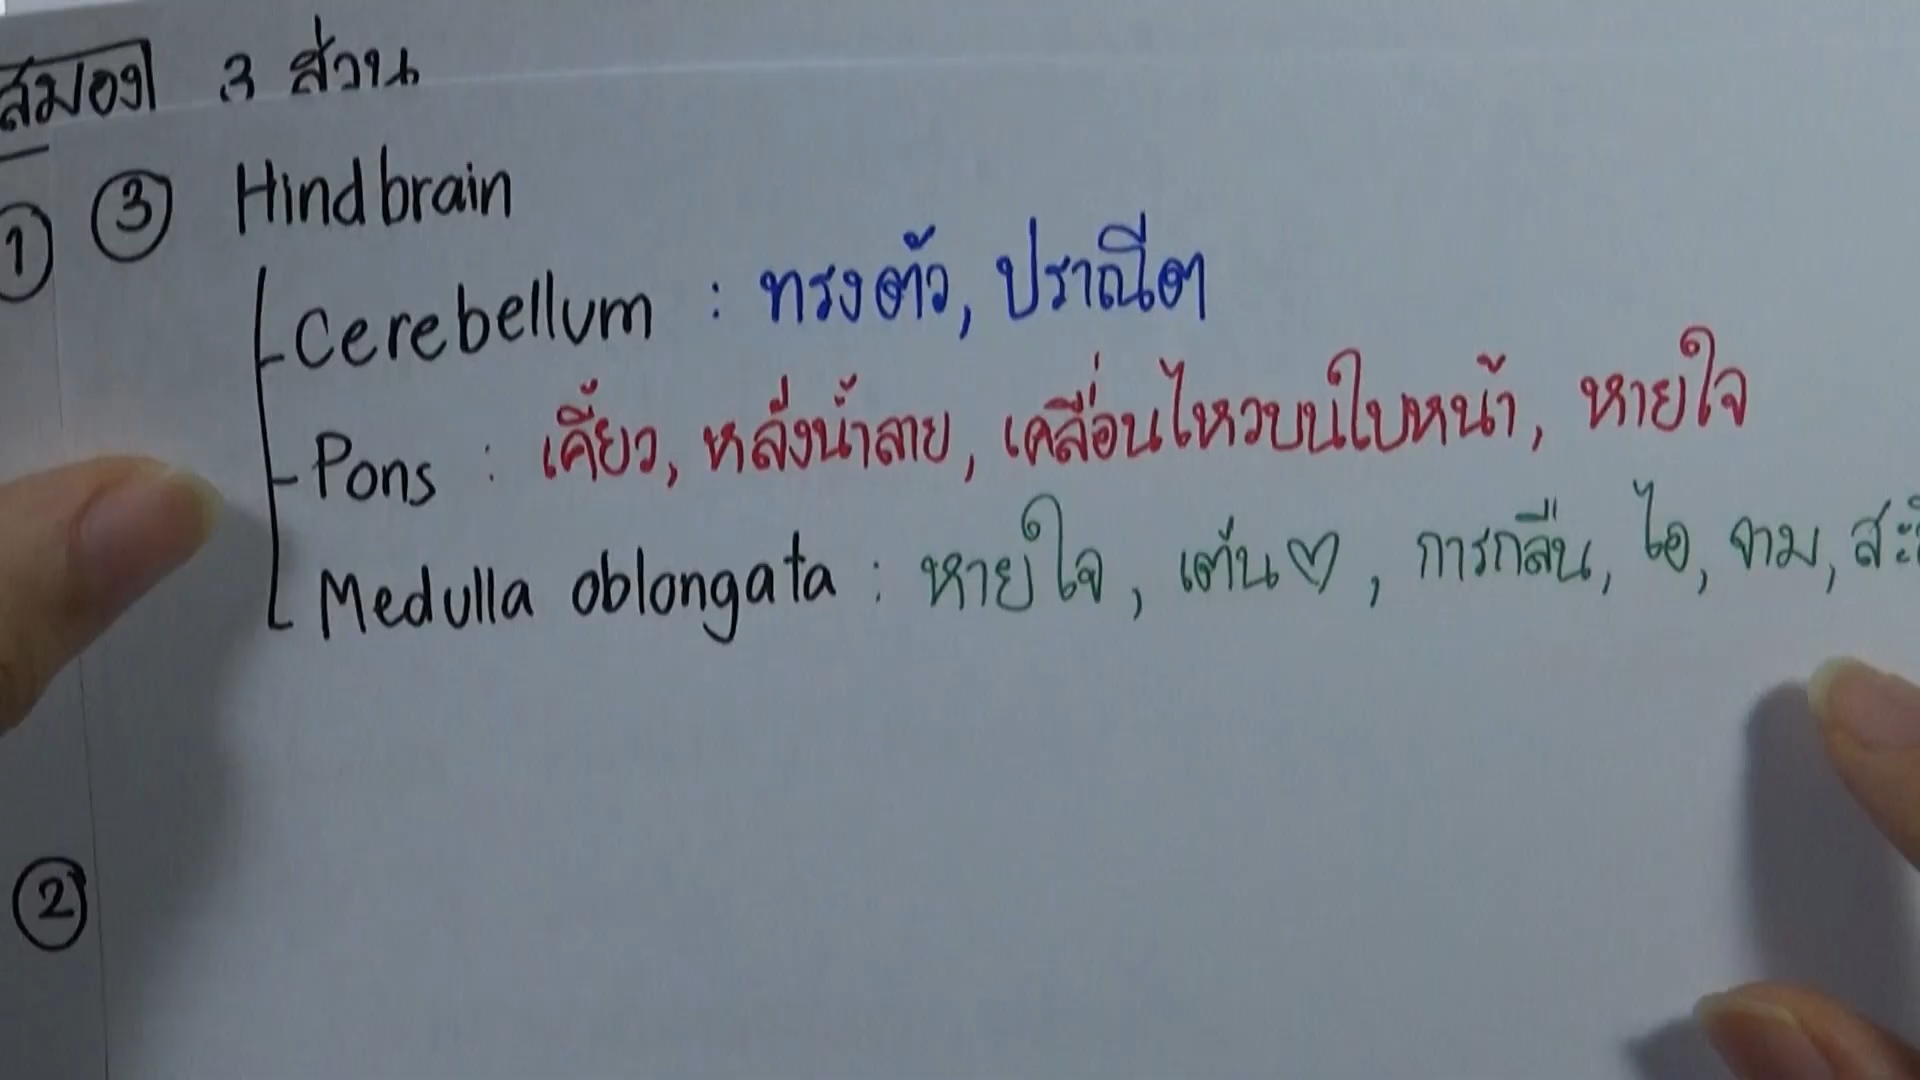 สมอง 3 ส่วน
① ③ Hindbrain
Cerebellum : ทรงตัว, ปราณีต
Pons : เคี้ยว, หลั่งน้ำลาย, เคลื่อนไหวบนใบหน้า, หายใจ
Medulla oblongata : หายใจ, เต้น♡, การกลืน, ไอ, จาม,
②